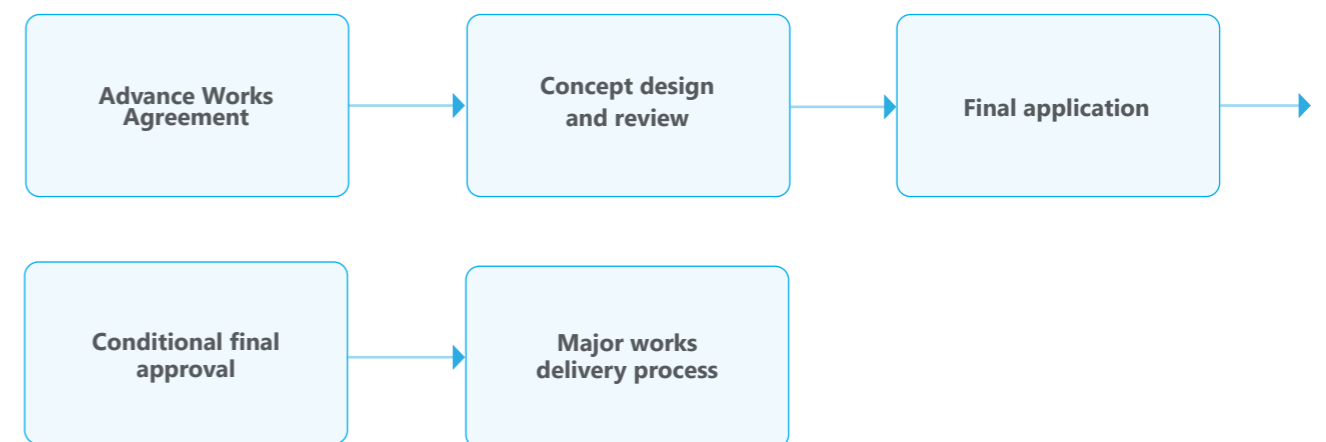 Advance Works
Agreement
Concept design
and review
Final application
Conditional final
approval
Major works
delivery process